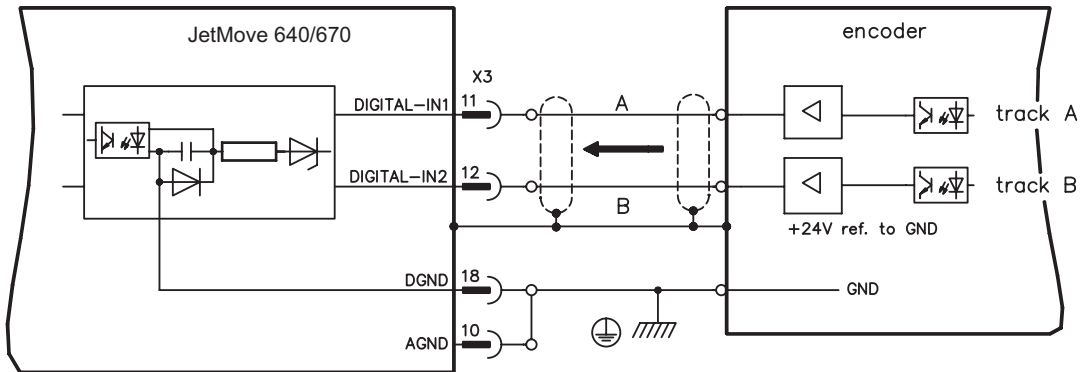 JetMove 640/670
encoder
X3
DIGITAL-IN1 11
A
track A
DIGITAL-IN2 12
B
track B
+24V ref. to GND
DGND 18
GND
AGND 10